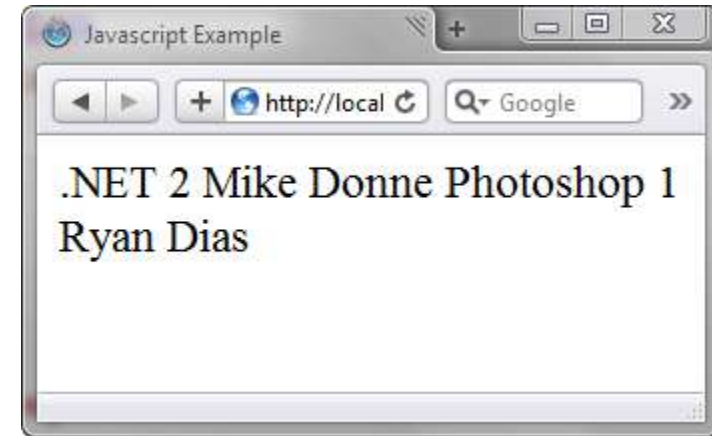 Javascript Example
http://local
Google
.NET 2 Mike Donne Photoshop 1
Ryan Dias